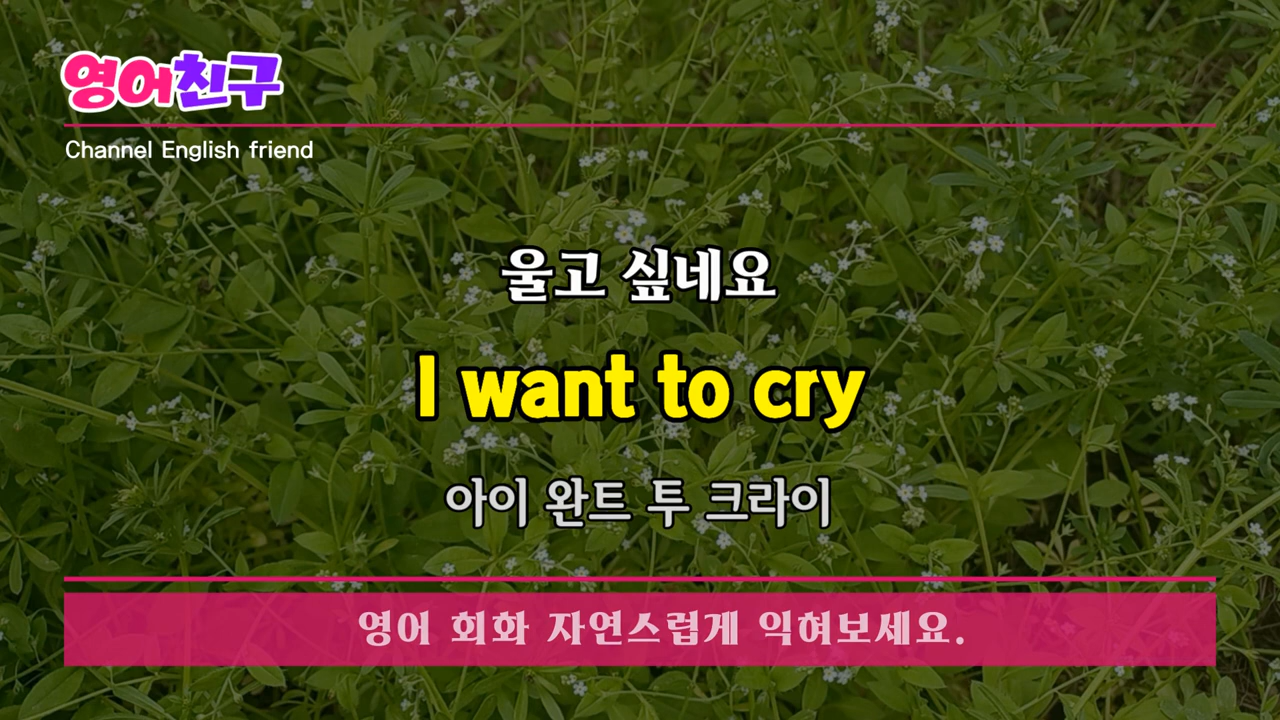 영어친구
Channel English friend
울고 싶네요
I want to cry
아이 완트 투 크라이
영어 회화 자연스럽게 익혀보세요.